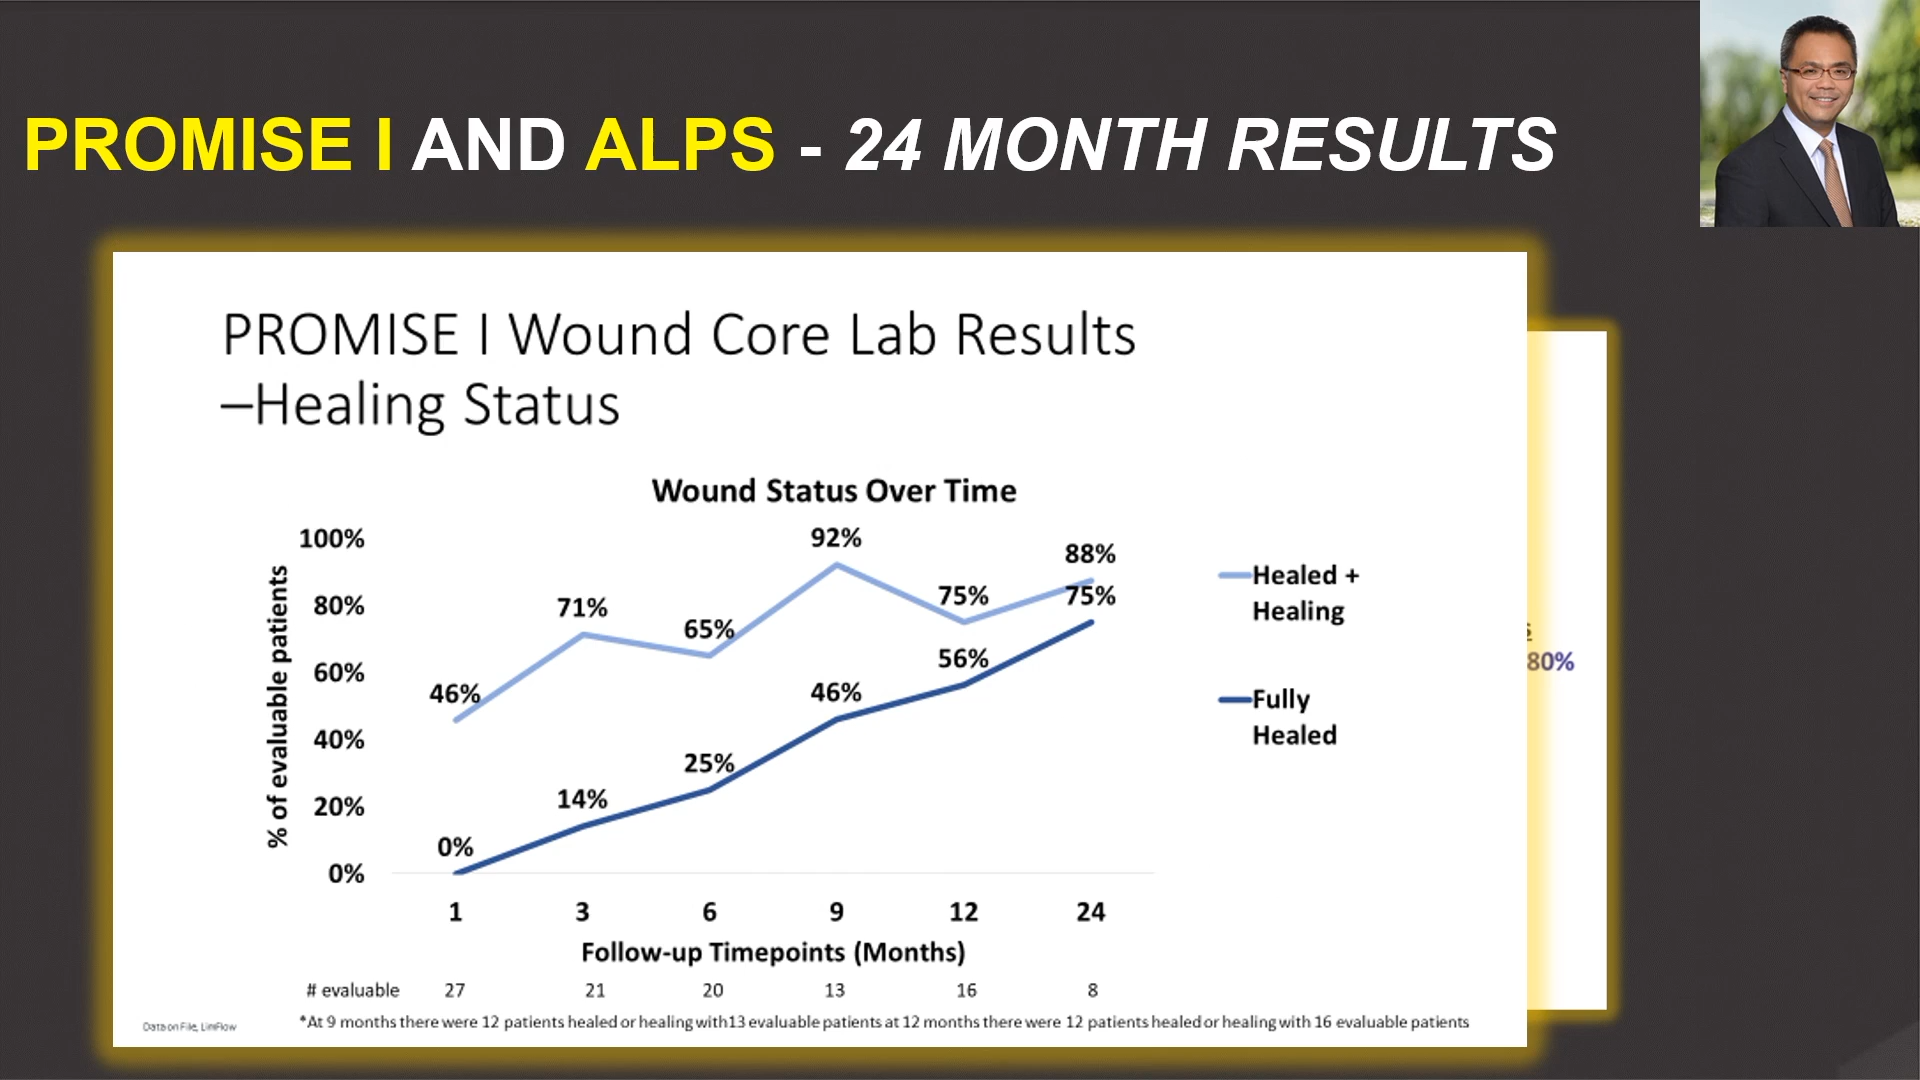 PROMISE I AND ALPS - 24 MONTH RESULTS
PROMISE I Wound Core Lab Results
–Healing Status
Wound Status Over Time
% of evaluable patients
100%
80%
60%
40%
20%
0%
46%
71%
65%
92%
75%
88%
0%
14%
25%
46%
56%
75%
Healed +
Healing
Fully
Healed
80%
1 3 6 9 12 24
Follow-up Timepoints (Months)
# evaluable 27 21 20 13 16 8
*At 9 months there were 12 patients healed or healing with13 evaluable patients at 12 months there were 12 patients healed or healing with 16 evaluable patients
Data on File, LimFlow